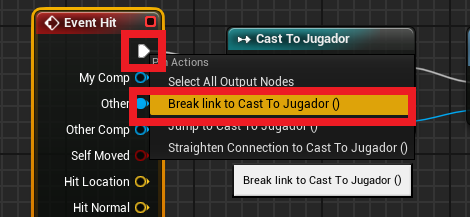 Event Hit
Cast To Jugador
Pin Actions
My Comp
Select All Output Nodes
Other
Break link to Cast To Jugador ()
Other Comp
Jump to Cast To Jugador ()
Self Moved
Straighten Connection to Cast To Jugador ()
Hit Location
Break link to Cast To Jugador ()
Hit Normal